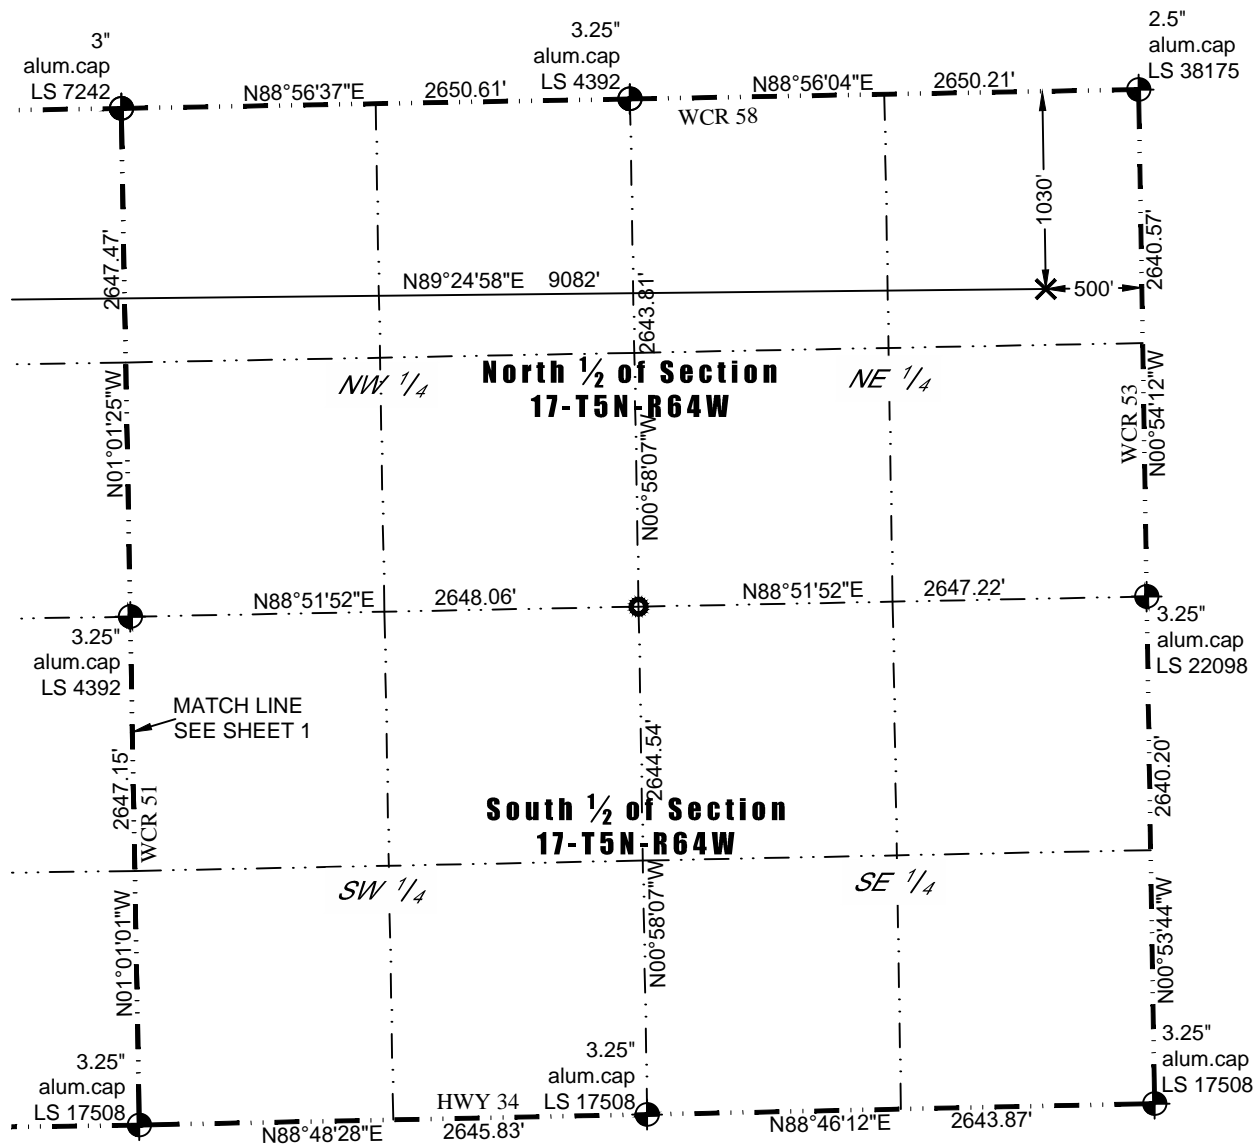 3"
alum.cap
LS 7242
3.25"
alum.cap
LS 4392
2.5"
alum.cap
LS 38175
N88°56'37"E 2650.61'
N88°56'04"E 2650.21'
WCR 58
1030'
2647.47'
2643.81'
2640.57'
N89°24'58"E 9082'
500'
North ½ of Section
17-T5N-R64W
NW 1/4
NE 1/4
N01°01'25"W
N00°58'07"W
WCR 53
N00°54'12"W
N88°51'52"E 2648.06'
N88°51'52"E 2647.22'
3.25"
alum.cap
LS 4392
3.25"
alum.cap
LS 22098
MATCH LINE
SEE SHEET 1
2647.15'
WCR 51
2644.54'
2640.20'
South ½ of Section
17-T5N-R64W
SW 1/4
SE 1/4
N01°01'01"W
N00°58'07"W
N00°53'44"W
3.25"
alum.cap
LS 17508
3.25"
alum.cap
LS 17508
3.25"
alum.cap
LS 17508
HWY 34
N88°48'28"E 2645.83'
N88°46'12"E 2643.87'